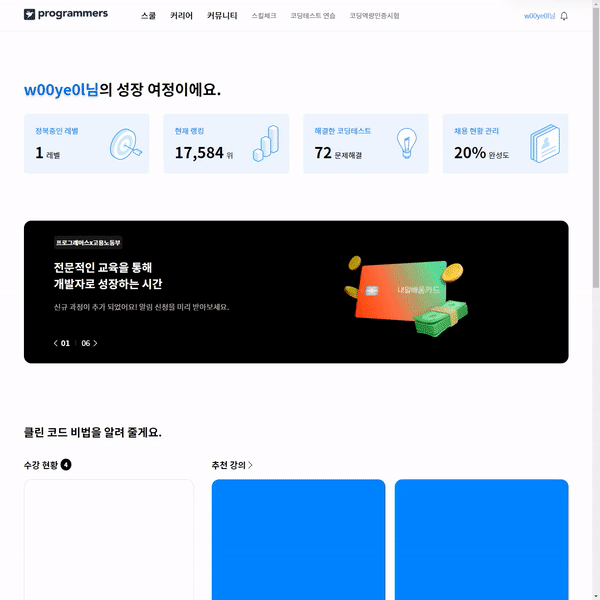 programmers 스쿨 커리어 커뮤니티 스킬체크 코딩테스트 연습 코딩역량인증시험 w00ye0l님
w00ye0l님의 성장 여정이에요.
정복중인 레벨
1 레벨
현재 랭킹
17,584 위
해결한 코딩테스트
72 문제해결
채용 현황 관리
20% 완성도
프로그래머스x고용노동부
전문적인 교육을 통해
개발자로 성장하는 시간
신규 과정이 추가 되었어요! 알림 신청을 미리 받아보세요.
내일배움카드
01 06
클린 코드 비법을 알려 줄게요.
수강 현황 4
추천 강의